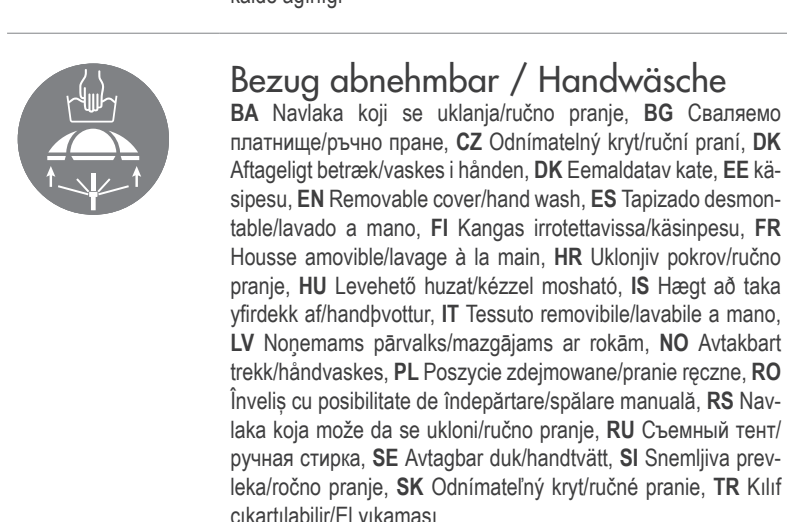 Bezug abnehmbar / Handwäsche
BA Navlaka koji se uklanja/ručno pranje, BG Сваляемо
платнище/ръчно пране, CZ Odnímatelný kryt/ruční praní, DK
Aftageligt betræk/vaskes i hånden, DK Eemaldatav kate, EE kä-
sipesu, EN Removable cover/hand wash, ES Tapizado desmon-
table/lavado a mano, FI Kangas irrotettavissa/käsinpesu, FR
Housse amovible/lavage à la main, HR Uklonjiv pokrov/ručno
pranje, HU Levehető huzat/kézzel mosható, IS Hægt að taka
yfirdekk af/handþvottur, IT Tessuto removibile/lavabile a mano,
LV Noņemams pārvalks/mazgājams ar rokām, NO Avtakbart
trekk/håndvaskes, PL Poszycie zdejmowane/pranie ręczne, RO
Înveliș cu posibilitate de îndepărtare/spălare manuală, RS Nav-
laka koja može da se ukloni/ručno pranje, RU Съемный тент/
ручная стирка, SE Avtagbar duk/handtvätt, SI Snemljiva prev-
leka/ročno pranje, SK Odnímateľný kryt/ručné pranie, TR Kılıf
çıkartılabilir/El yıkaması